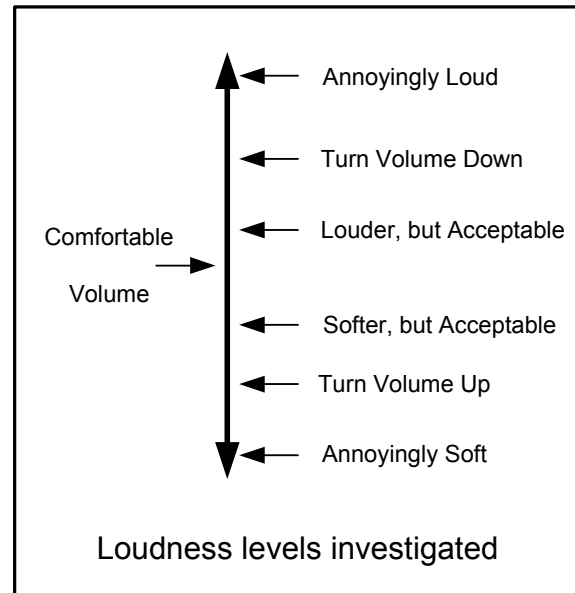 Annoyingly Loud
Turn Volume Down
Louder, but Acceptable
Comfortable
Volume
Softer, but Acceptable
Turn Volume Up
Annoyingly Soft
Loudness levels investigated